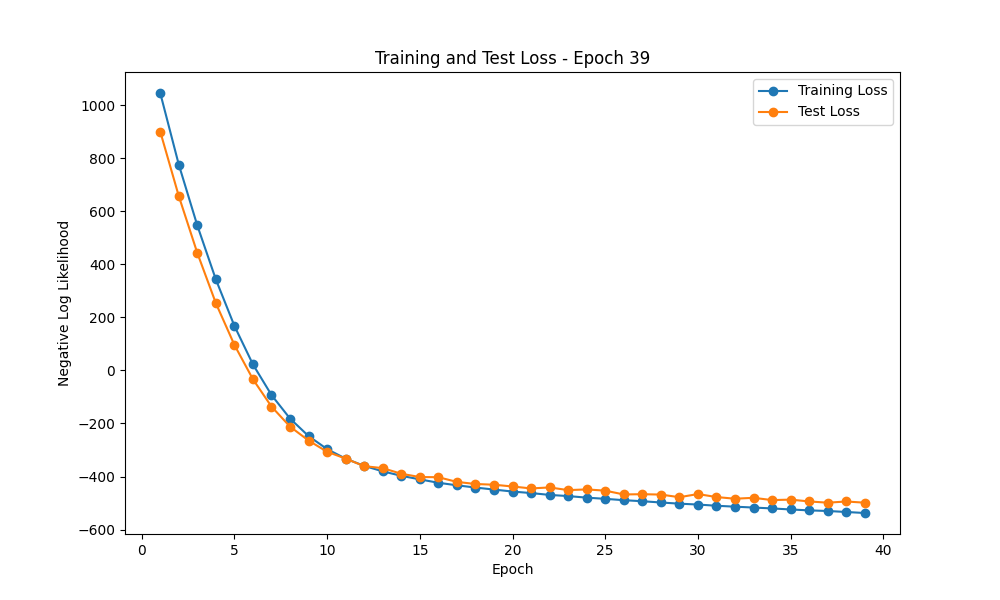 Training and Test Loss - Epoch 39
Training Loss
Test Loss
Negative Log Likelihood
1000
800
600
400
200
0
−200
−400
−600
0 5 10 15 20 25 30 35 40
Epoch